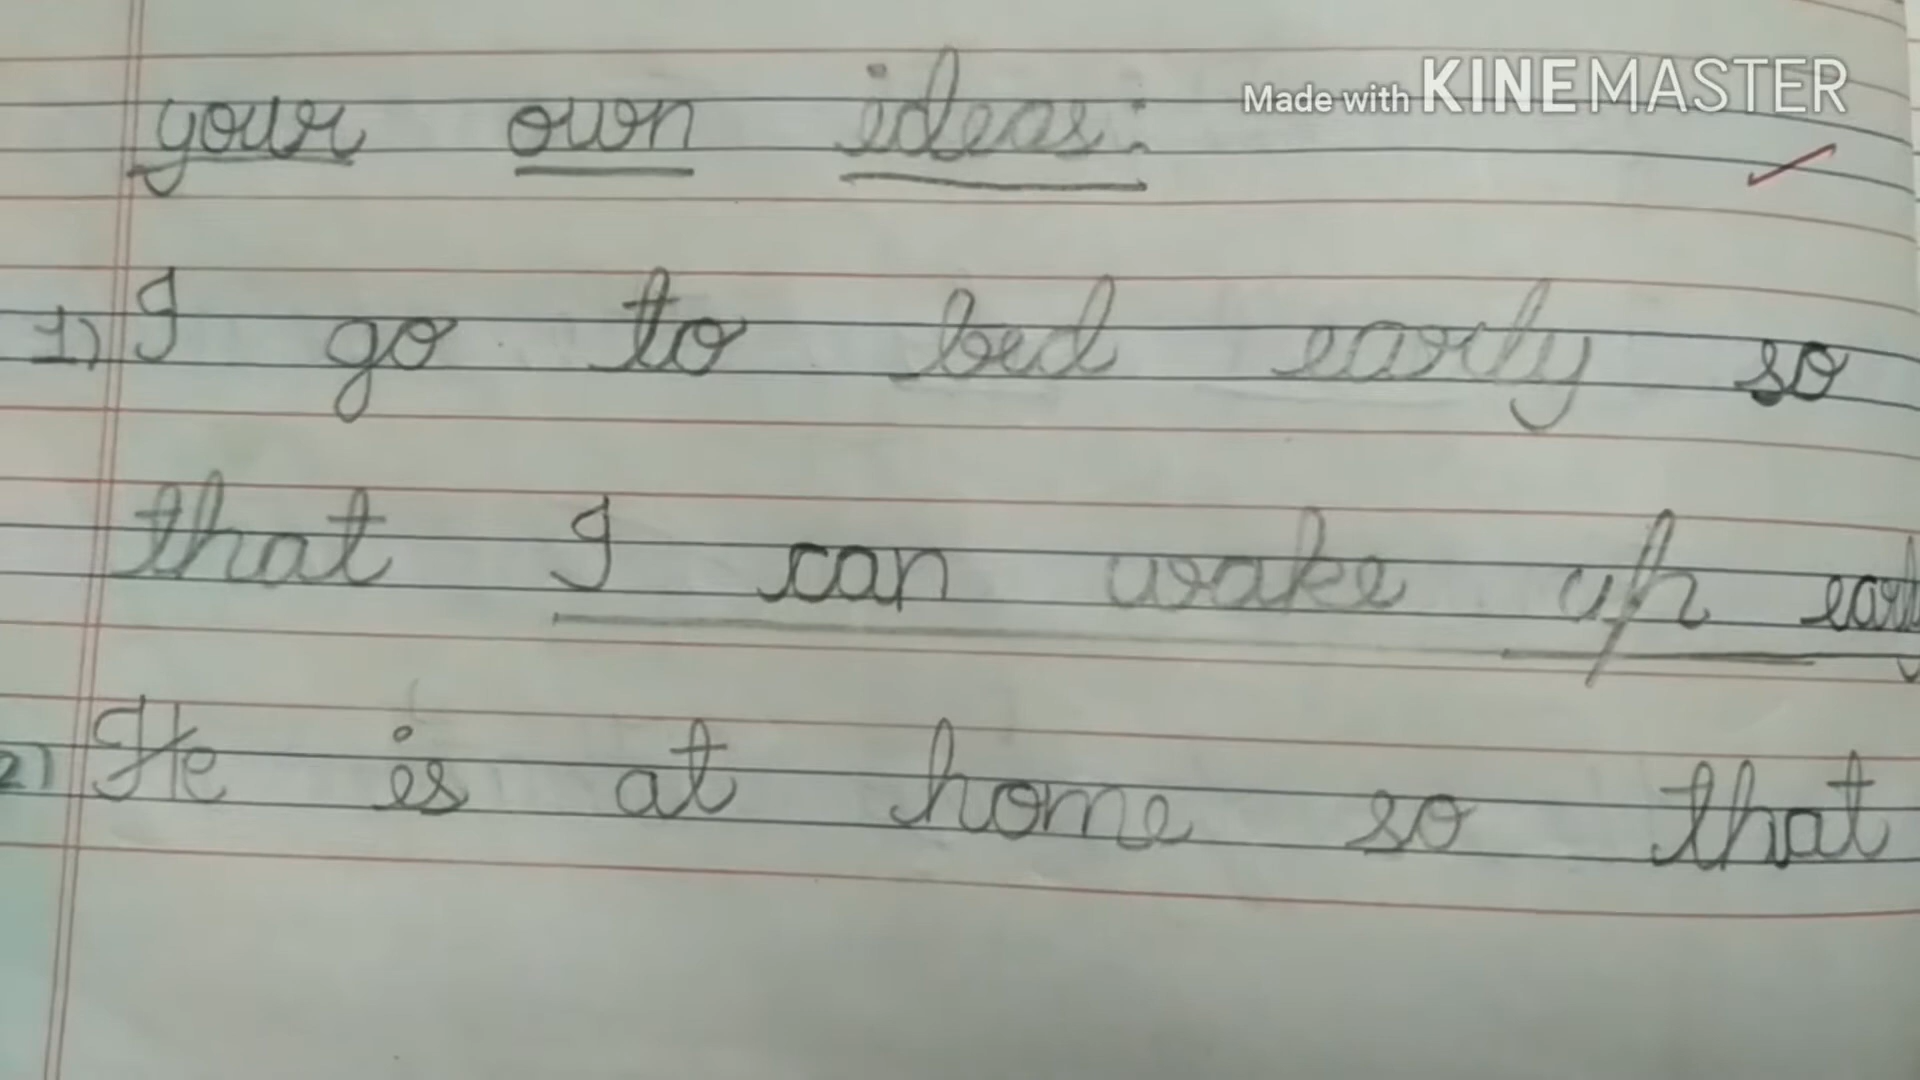 Made with KINEMASTER
your own ideas:
1) I go to bed early so
that I can wake up early
2) He is at home so that